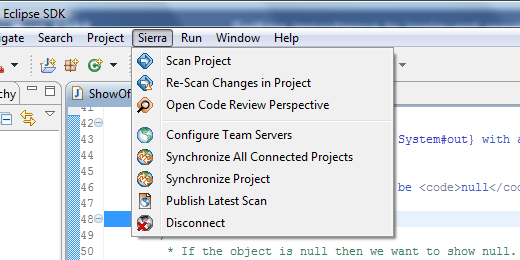 Eclipse SDK
igate Search Project Sierra Run Window Help
Scan Project
Re-Scan Changes in Project
Open Code Review Perspective
Configure Team Servers
Synchronize All Connected Projects
Synchronize Project
Publish Latest Scan
Disconnect
chy
ShowOf
41
42
43 System#out} with a
44
45
46 be <code>null</co
47
48
49
50 * If the object is null then we want to show null.